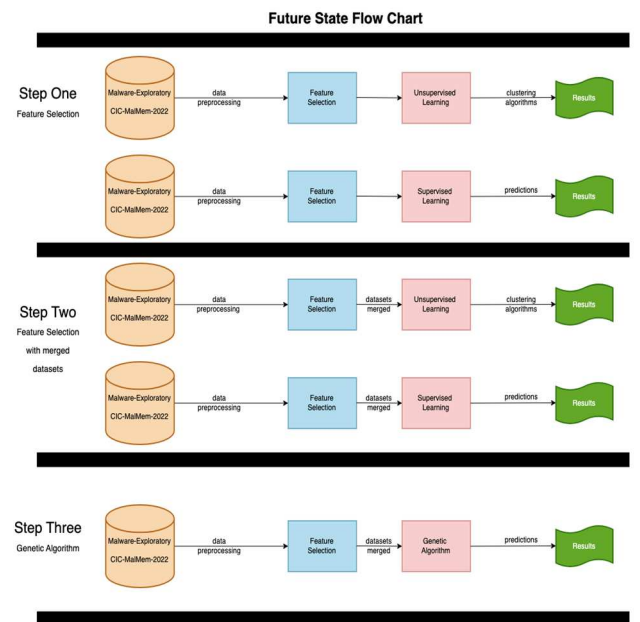 Future State Flow Chart
Step One
Feature Selection
Malware-Exploratory
CIC-MalMem-2022
data
preprocessing
Feature
Selection
Unsupervised
Learning
clustering
algorithms
Results
Malware-Exploratory
CIC-MalMem-2022
data
preprocessing
Feature
Selection
Supervised
Learning
predictions
Results
Step Two
Feature Selection
with merged
datasets
Malware-Exploratory
CIC-MalMem-2022
data
preprocessing
Feature
Selection
datasets
merged
Unsupervised
Learning
clustering
algorithms
Results
Malware-Exploratory
CIC-MalMem-2022
data
preprocessing
Feature
Selection
datasets
merged
Supervised
Learning
predictions
Results
Step Three
Genetic Algorithm
Malware-Exploratory
CIC-MalMem-2022
data
preprocessing
Feature
Selection
datasets
merged
Genetic
Algorithm
predictions
Results